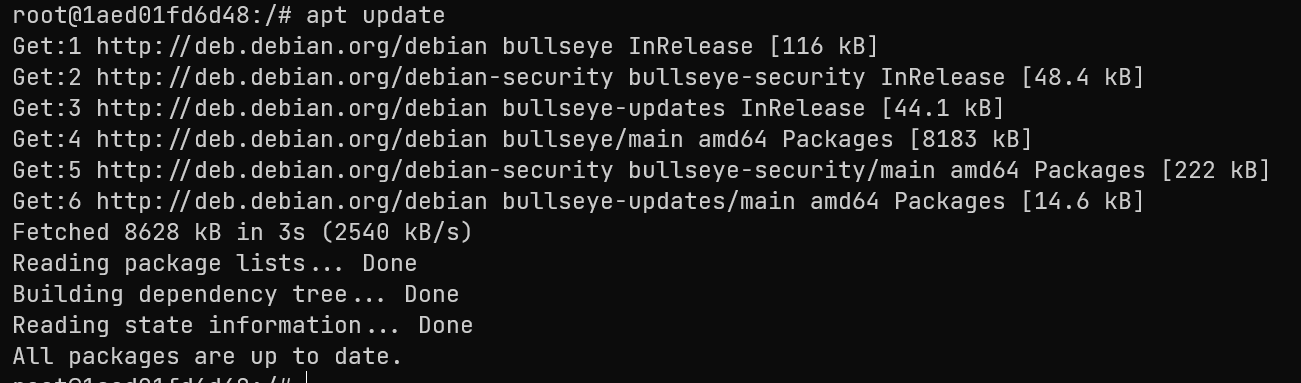 root@1aed01fd6d48:/# apt update
Get:1 http://deb.debian.org/debian bullseye InRelease [116 kB]
Get:2 http://deb.debian.org/debian-security bullseye-security InRelease [48.4 kB]
Get:3 http://deb.debian.org/debian bullseye-updates InRelease [44.1 kB]
Get:4 http://deb.debian.org/debian bullseye/main amd64 Packages [8183 kB]
Get:5 http://deb.debian.org/debian-security bullseye-security/main amd64 Packages [222 kB]
Get:6 http://deb.debian.org/debian bullseye-updates/main amd64 Packages [14.6 kB]
Fetched 8628 kB in 3s (2540 kB/s)
Reading package lists... Done
Building dependency tree... Done
Reading state information... Done
All packages are up to date.
root@1aed01fd6d48:/#